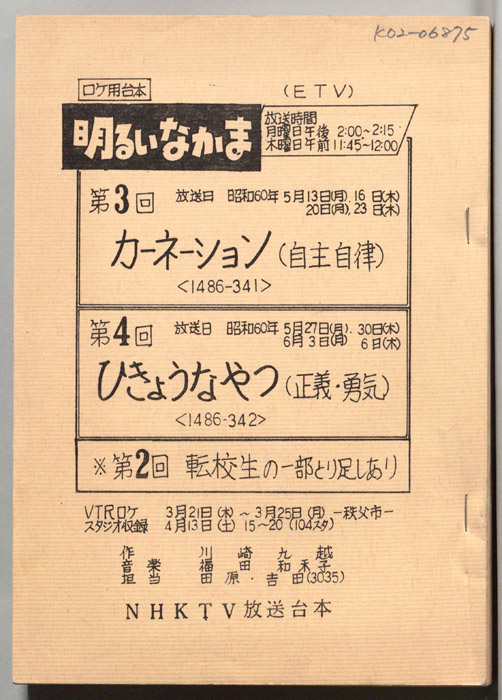 K02-06875
ロケ用台本
(ETV)
明るいなかま
放送時間
月曜日午後 2:00~2:15
木曜日午前 11:45~12:00
第3回 放送日 昭和60年 5月13日(月), 16日(木)
20日(月), 23日(木)
カーネーション(自主自律)
<1486-341>
第4回 放送日 昭和60年 5月27日(月), 30日(木)
6月3日(月) 6日(木)
ひきょうなやつ(正義・勇気)
<1486-342>
※第2回 転校生の一部とり足しあり
VTRロケ 3月21日(木)~3月25日(月) -秩父市-
スタジオ収録 4月13日(土) 15~20 (104スタ)
作 川崎九越
音楽 福田和禾子
担当 田原・吉田(3035)
NHKTV放送台本